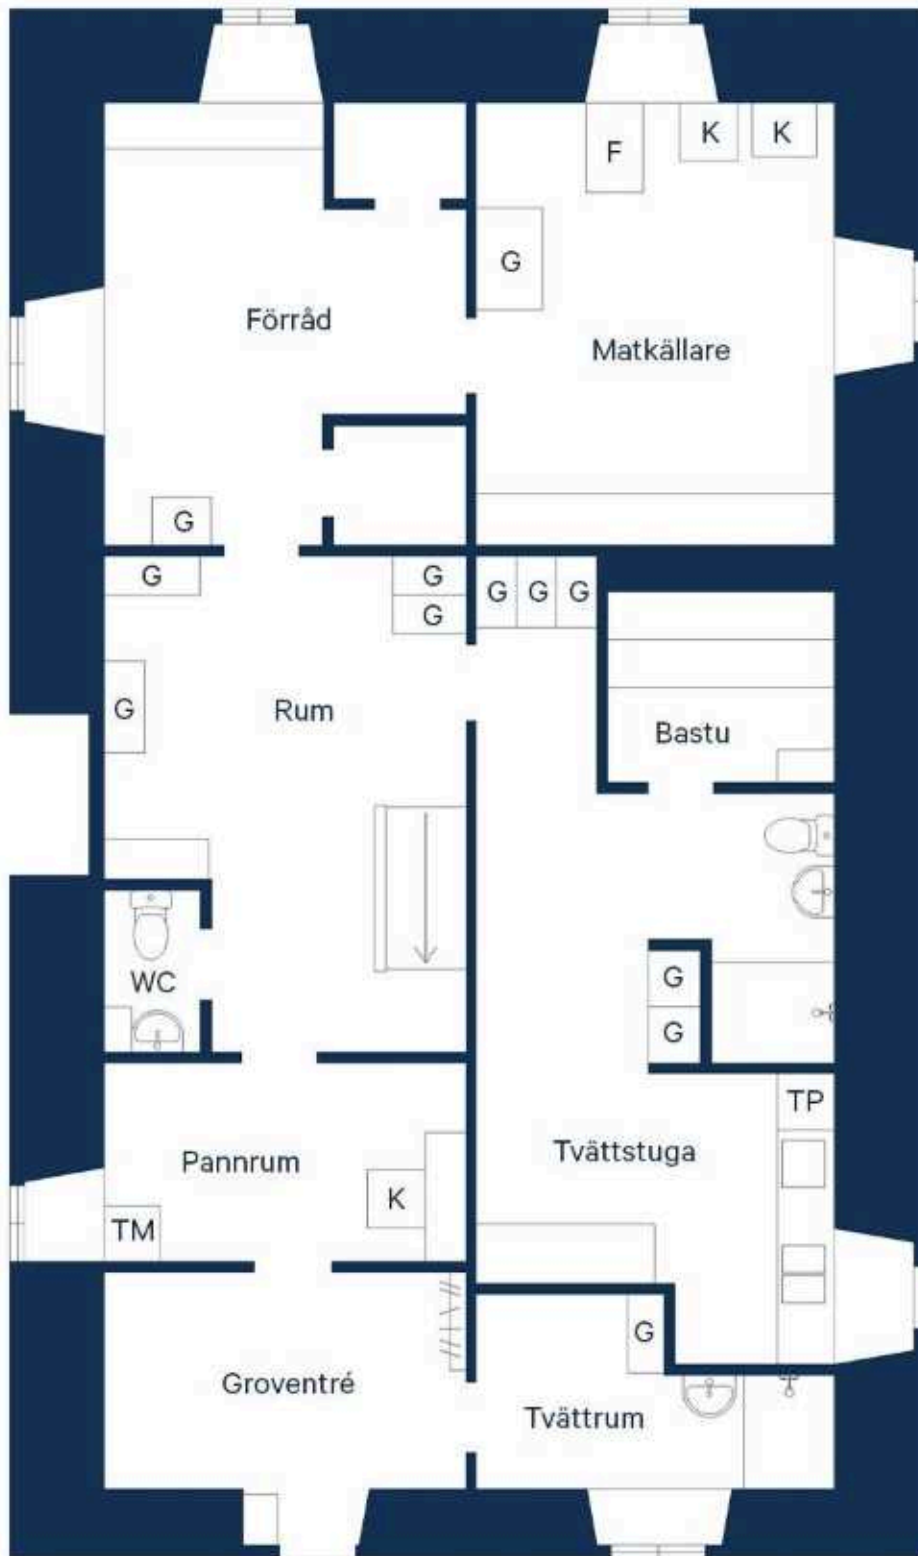 F
K
K
G
Förråd
Matkällare
G
G
G
G
G
G
G
G
Rum
Bastu
WC
G
G
TP
Pannrum
Tvättstuga
K
TM
G
Groventré
Tvättrum